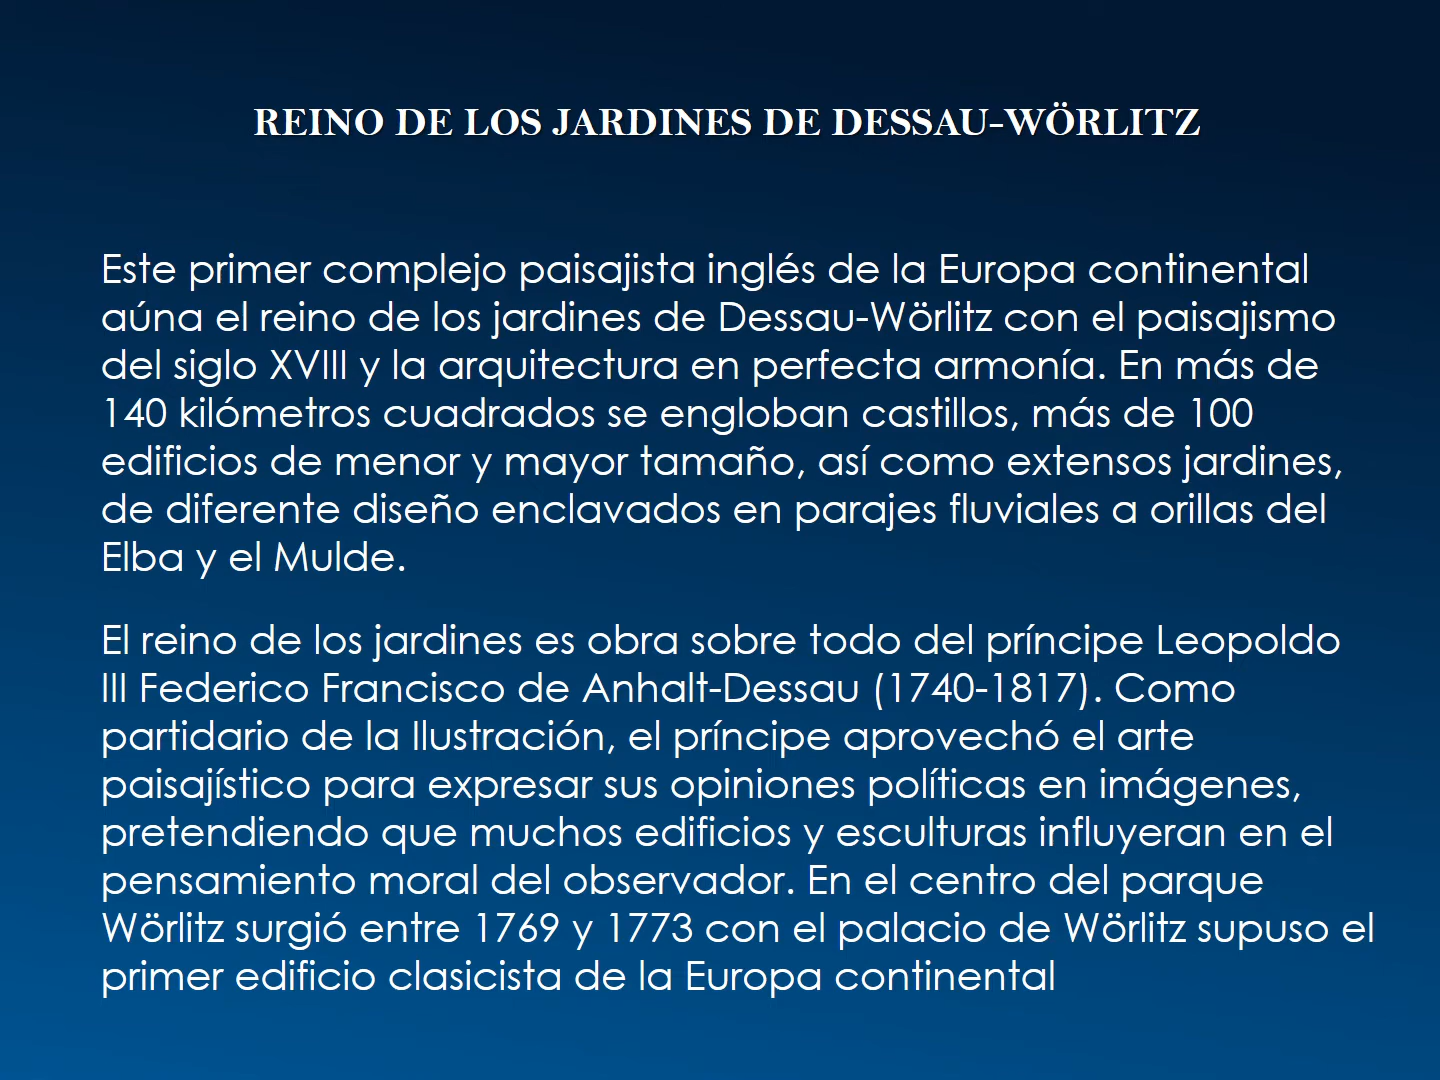 REINO DE LOS JARDINES DE DESSAU-WÖRLITZ
Este primer complejo paisajista inglés de la Europa continental
aúna el reino de los jardines de Dessau-Wörlitz con el paisajismo
del siglo XVIII y la arquitectura en perfecta armonía. En más de
140 kilómetros cuadrados se engloban castillos, más de 100
edificios de menor y mayor tamaño, así como extensos jardines,
de diferente diseño enclavados en parajes fluviales a orillas del
Elba y el Mulde.
El reino de los jardines es obra sobre todo del príncipe Leopoldo
III Federico Francisco de Anhalt-Dessau (1740-1817). Como
partidario de la Ilustración, el príncipe aprovechó el arte
paisajístico para expresar sus opiniones políticas en imágenes,
pretendiendo que muchos edificios y esculturas influyeran en el
pensamiento moral del observador. En el centro del parque
Wörlitz surgió entre 1769 y 1773 con el palacio de Wörlitz supuso el
primer edificio clasicista de la Europa continental